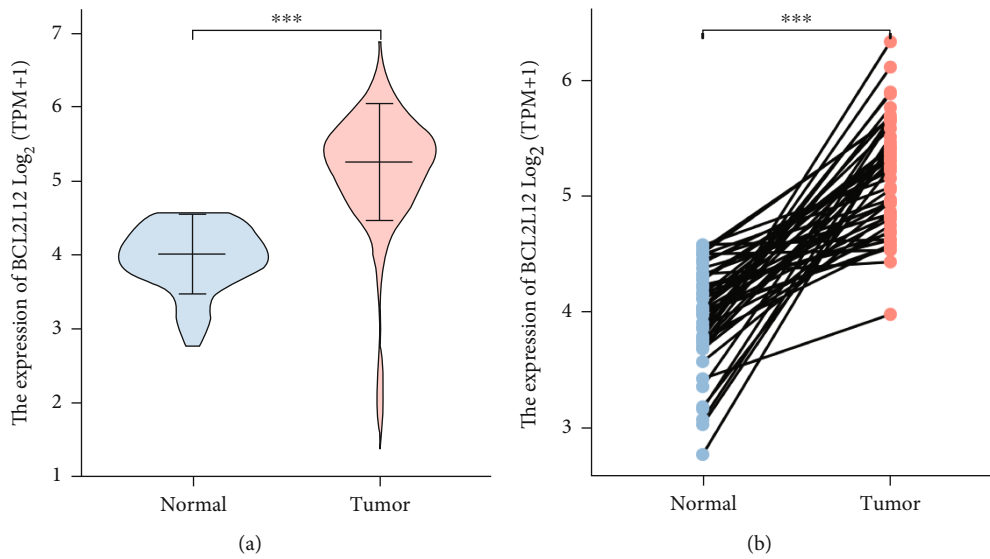 ***
The expression of BCL2L12 Log2 (TPM+1)
7
6
5
4
3
2
1
Normal Tumor
(a)
***
The expression of BCL2L12 Log2 (TPM+1)
6
5
4
3
Normal Tumor
(b)